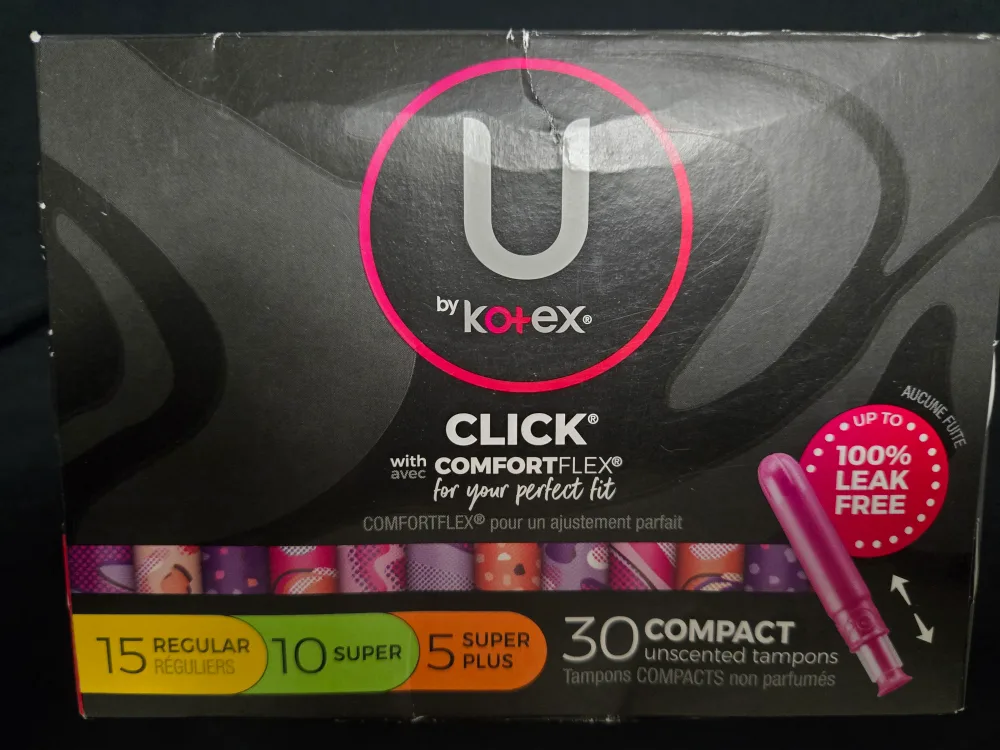 U
by kotex®
CLICK®
with avec COMFORTFLEX®
for your perfect fit
COMFORTFLEX® pour un ajustement parfait
AUCUNE FUITE
UP TO
100%
LEAK
FREE
15 REGULAR
RÉGULIERS
10 SUPER
5 SUPER
PLUS
30 COMPACT
unscented tampons
Tampons COMPACTS non parfumés